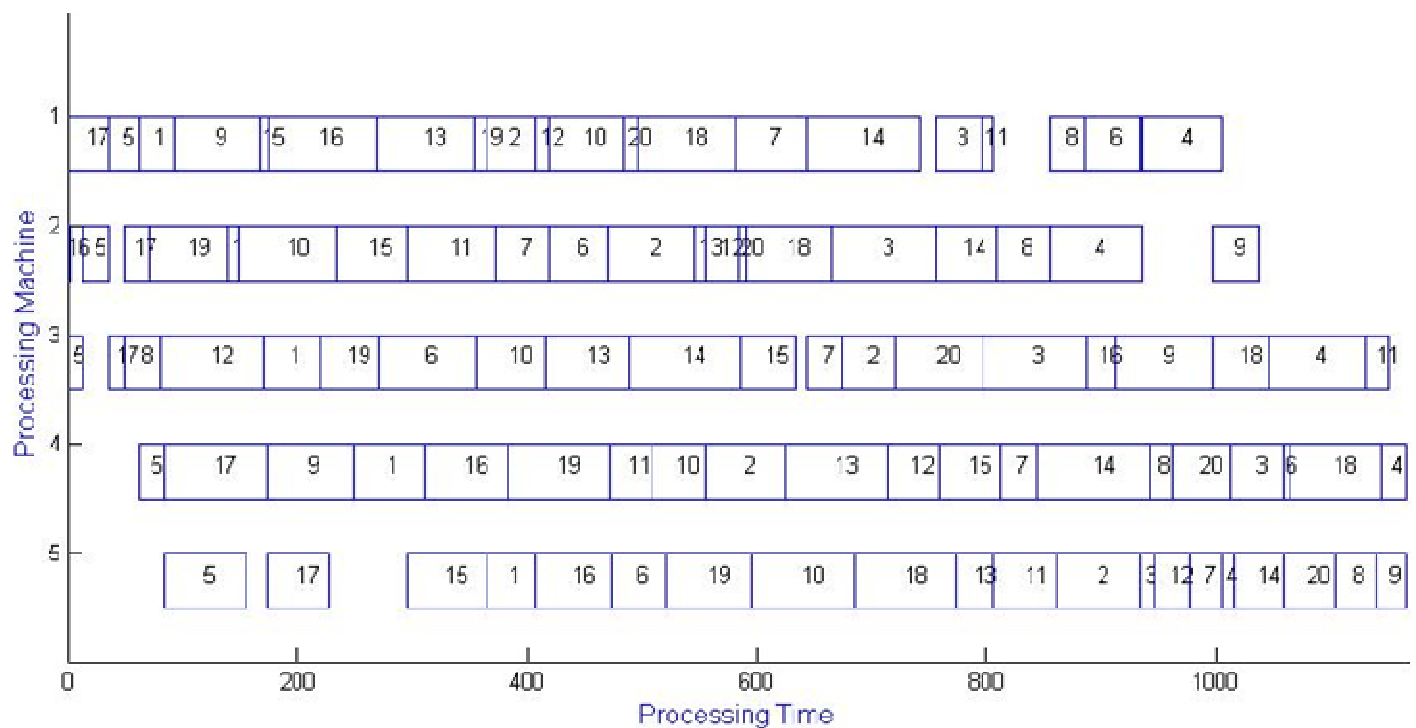 1
17 5 1 9 15 16 13 19 2 12 10 20 18 7 14 3 11 8 6 4
2
16 5 17 19 1 10 15 11 7 6 2 13 12 20 18 3 14 8 4 9
3
5 17 8 12 1 19 6 10 13 14 15 7 2 20 3 16 9 18 4 11
4
5 17 9 1 16 19 11 10 2 13 12 15 7 14 8 20 3 6 18 4
5
5 17 15 1 16 6 19 10 18 13 11 2 3 12 7 4 14 20 8 9
0 200 400 600 800 1000
Processing Time
Processing Machine